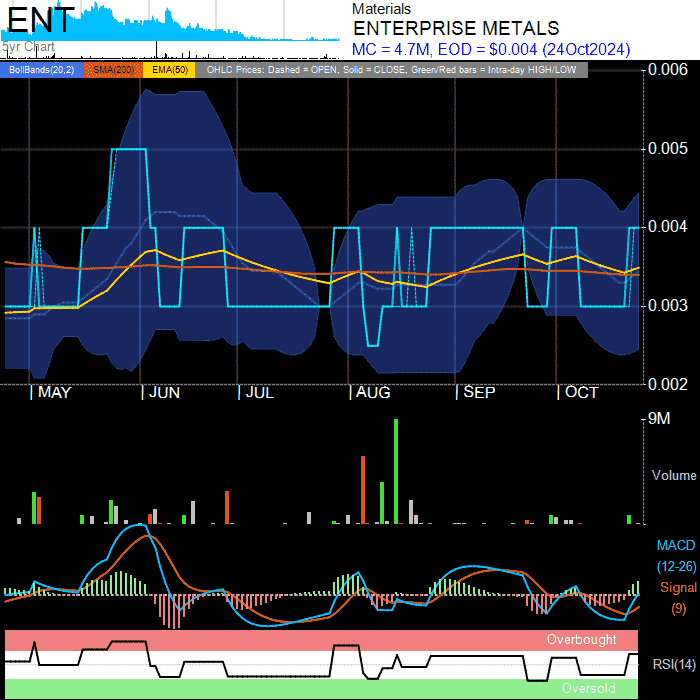 ENT
5yr Chart
Materials
ENTERPRISE METALS
MC = 4.7M, EOD = $0.004 (24Oct2024)
BollBands(20,2) SMA(200) EMA(50) OHLC Prices: Dashed = OPEN, Solid = CLOSE, Green/Red bars = Intra-day HIGH/LOW
0.006
0.005
0.004
0.003
0.002
| MAY | JUN | JUL | AUG | SEP | OCT
9M
Volume
MACD
(12-26)
Signal
(9)
Overbought
RSI(14)
Oversold